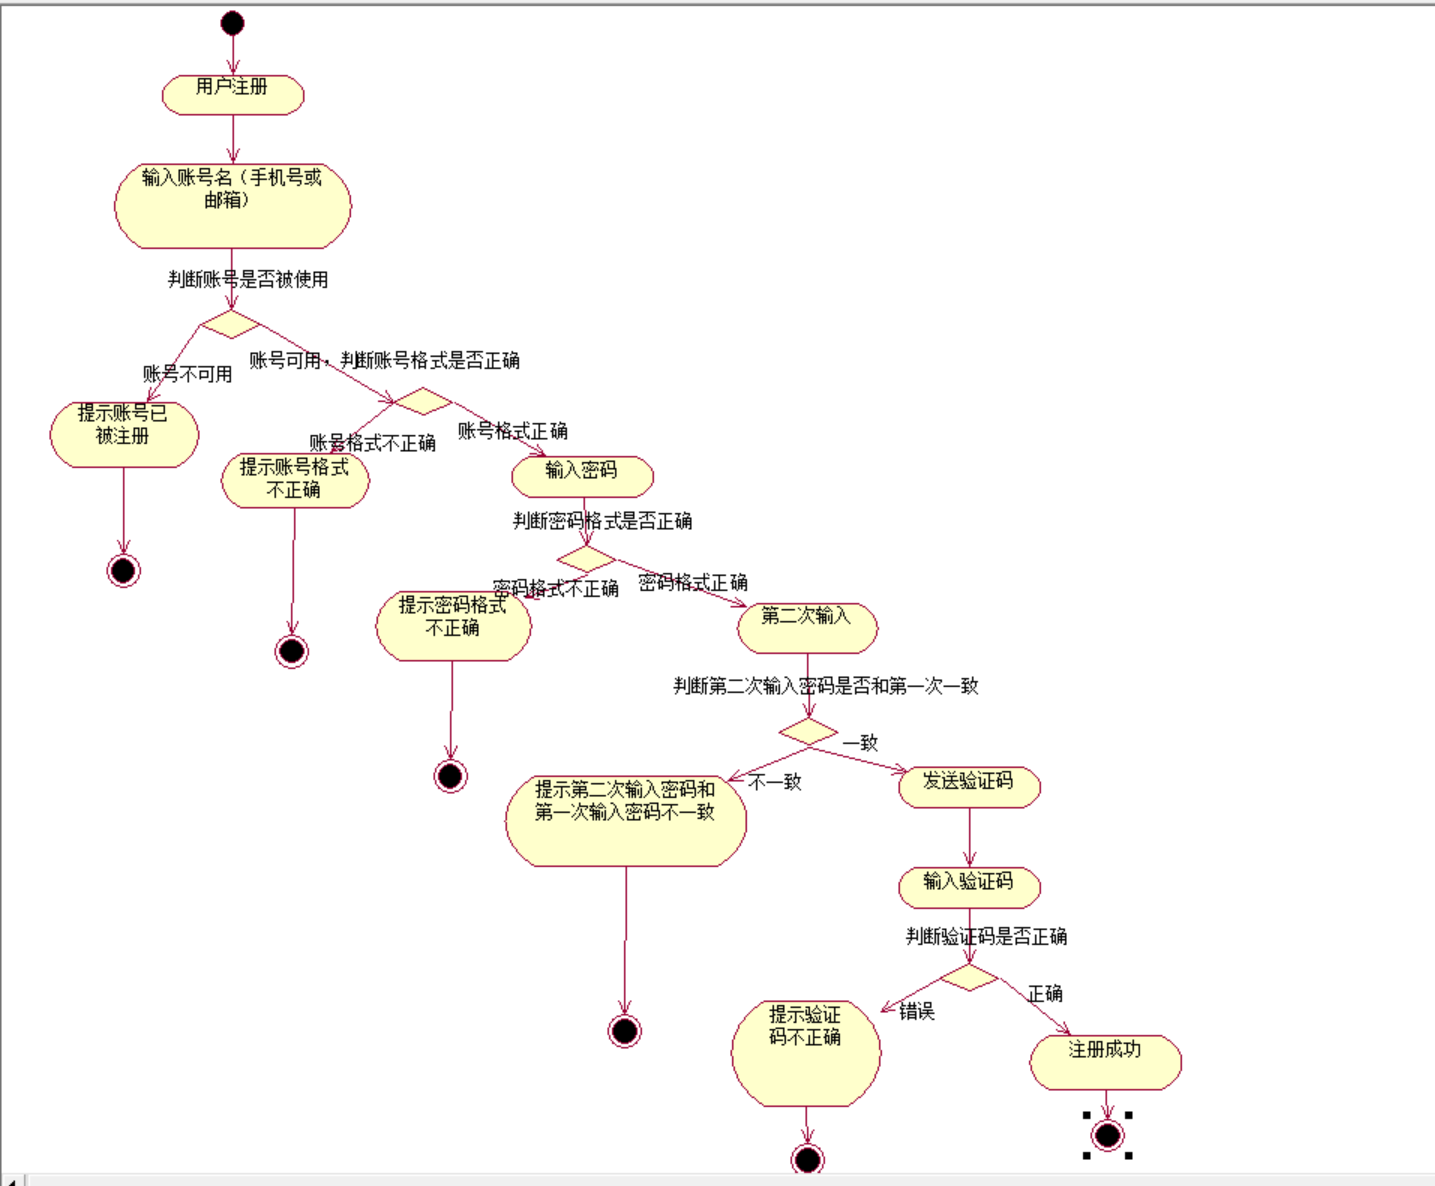 用户注册
输入账号名（手机号或
邮箱）
判断账号是否被使用
账号不可用
账号可用，判断账号格式是否正确
提示账号已
被注册
账号格式不正确
账号格式正确
提示账号格式
不正确
输入密码
判断密码格式是否正确
密码格式不正确
密码格式正确
提示密码格式
不正确
第二次输入
判断第二次输入密码是否和第一次一致
一致
不一致
提示第二次输入密码和
第一次输入密码不一致
发送验证码
输入验证码
判断验证码是否正确
错误
正确
提示验证
码不正确
注册成功